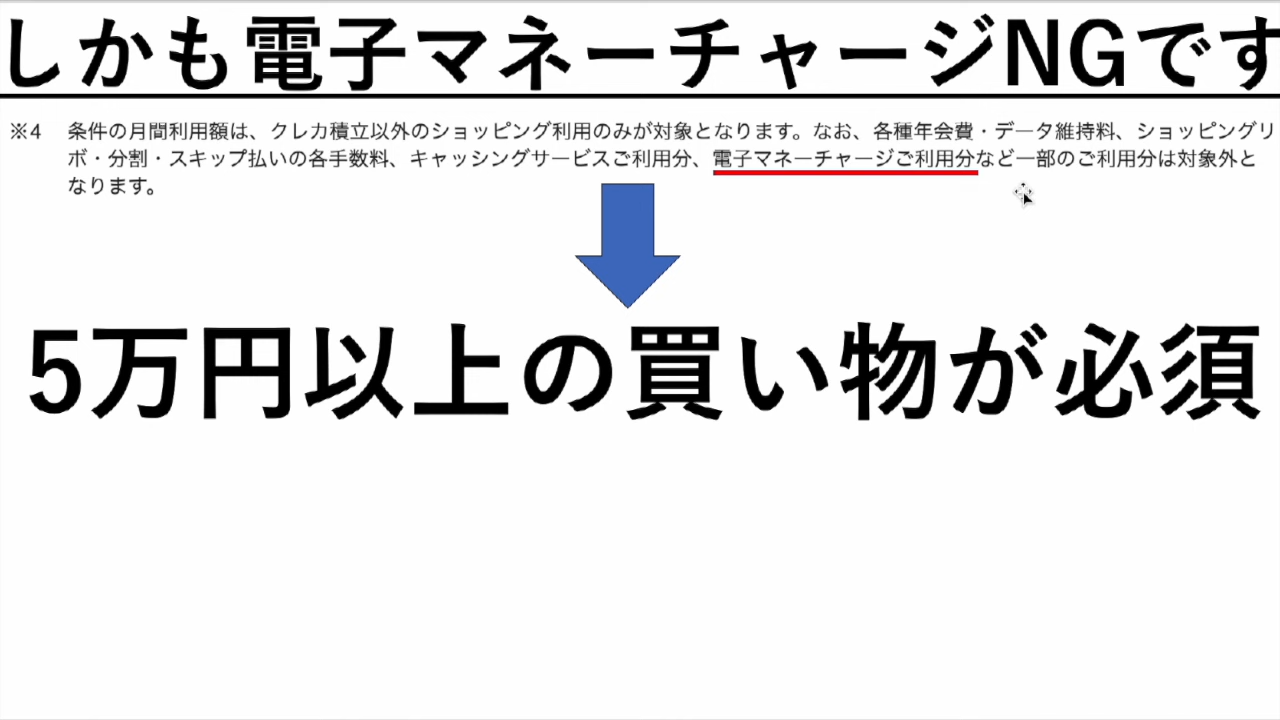 しかも電子マネーチャージNGです
※4 条件の月間利用額は、クレカ積立以外のショッピング利用のみが対象となります。なお、各種年会費・データ維持料、ショッピングリ
ボ・分割・スキップ払いの各手数料、キャッシングサービスご利用分、電子マネーチャージご利用分など一部のご利用分は対象外と
なります。
5万円以上の買い物が必須